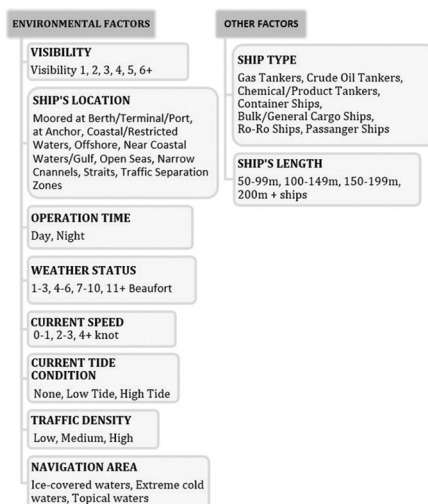 ENVIRONMENTAL FACTORS
VISIBILITY
Visibility 1, 2, 3, 4, 5, 6+
SHIP'S LOCATION
Moored at Berth/Terminal/Port,
at Anchor, Coastal/Restricted
Waters, Offshore, Near Coastal
Waters/Gulf, Open Seas, Narrow
Channels, Straits, Traffic Separation
Zones
OPERATION TIME
Day, Night
WEATHER STATUS
1-3, 4-6, 7-10, 11+ Beaufort
CURRENT SPEED
0-1, 2-3, 4+ knot
CURRENT TIDE
CONDITION
None, Low Tide, High Tide
TRAFFIC DENSITY
Low, Medium, High
NAVIGATION AREA
Ice-covered waters, Extreme cold
waters, Topical waters
OTHER FACTORS
SHIP TYPE
Gas Tankers, Crude Oil Tankers,
Chemical/Product Tankers,
Container Ships,
Bulk/General Cargo Ships,
Ro-Ro Ships, Passanger Ships
SHIP'S LENGTH
50-99m, 100-149m, 150-199m,
200m + ships